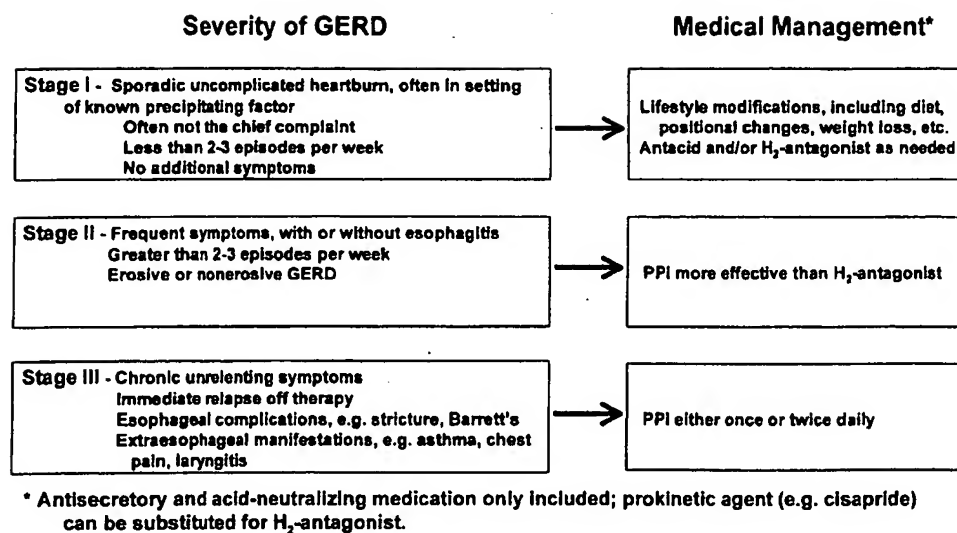 Severity of GERD
Medical Management*
Stage I - Sporadic uncomplicated heartburn, often in setting
of known precipitating factor
Often not the chief complaint
Less than 2-3 episodes per week
No additional symptoms
Lifestyle modifications, including diet,
positional changes, weight loss, etc.
Antacid and/or H₂-antagonist as needed
Stage II - Frequent symptoms, with or without esophagitis
Greater than 2-3 episodes per week
Erosive or nonerosive GERD
PPI more effective than H₂-antagonist
Stage III - Chronic unrelenting symptoms
Immediate relapse off therapy
Esophageal complications, e.g. stricture, Barrett's
Extraesophageal manifestations, e.g. asthma, chest
pain, laryngitis
PPI either once or twice daily
* Antisecretory and acid-neutralizing medication only included; prokinetic agent (e.g. cisapride)
can be substituted for H₂-antagonist.